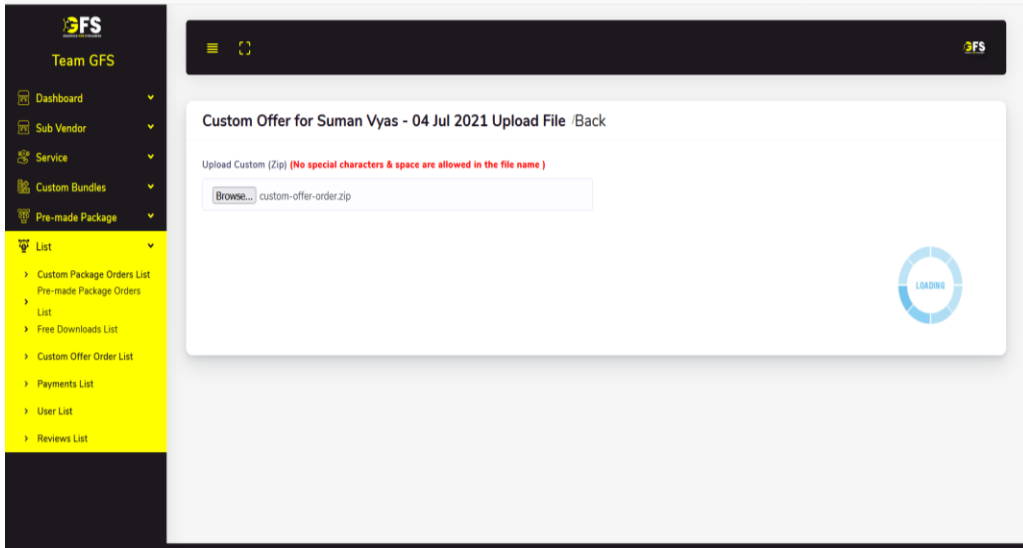 GFS
Team GFS
Dashboard
Sub Vendor
Service
Custom Bundles
Pre-made Package
List
Custom Package Orders List
Pre-made Package Orders
List
Free Downloads List
Custom Offer Order List
Payments List
User List
Reviews List
GFS
Custom Offer for Suman Vyas - 04 Jul 2021 Upload File /Back
Upload Custom (Zip) (No special characters & space are allowed in the file name )
Browse... custom-offer-order.zip
LOADING